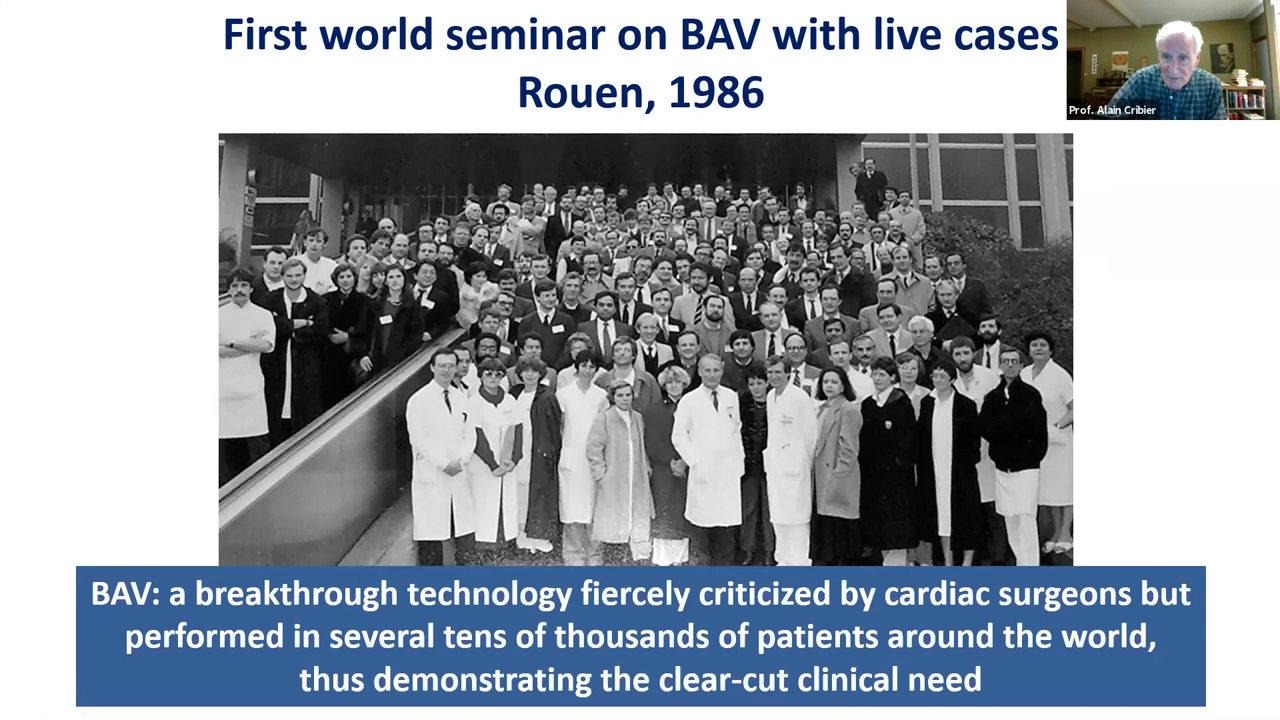 First world seminar on BAV with live cases
Rouen, 1986
Prof. Alain Cribier
BAV: a breakthrough technology fiercely criticized by cardiac surgeons but
performed in several tens of thousands of patients around the world,
thus demonstrating the clear-cut clinical need